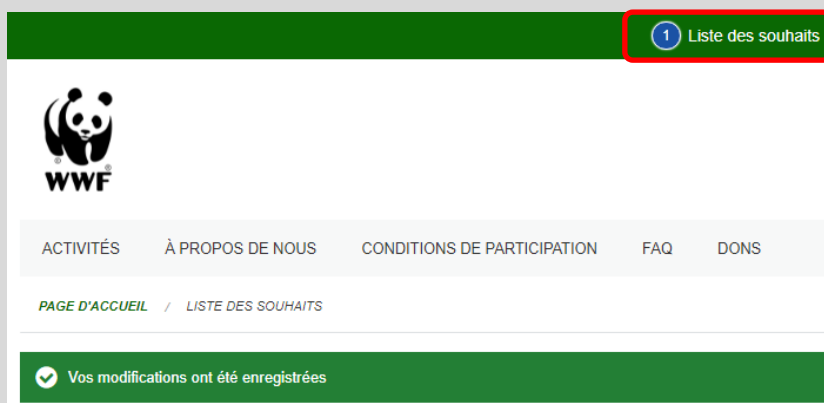 1 Liste des souhaits
® ®
WWF
ACTIVITÉS À PROPOS DE NOUS CONDITIONS DE PARTICIPATION FAQ DONS
PAGE D'ACCUEIL / LISTE DES SOUHAITS
Vos modifications ont été enregistrées